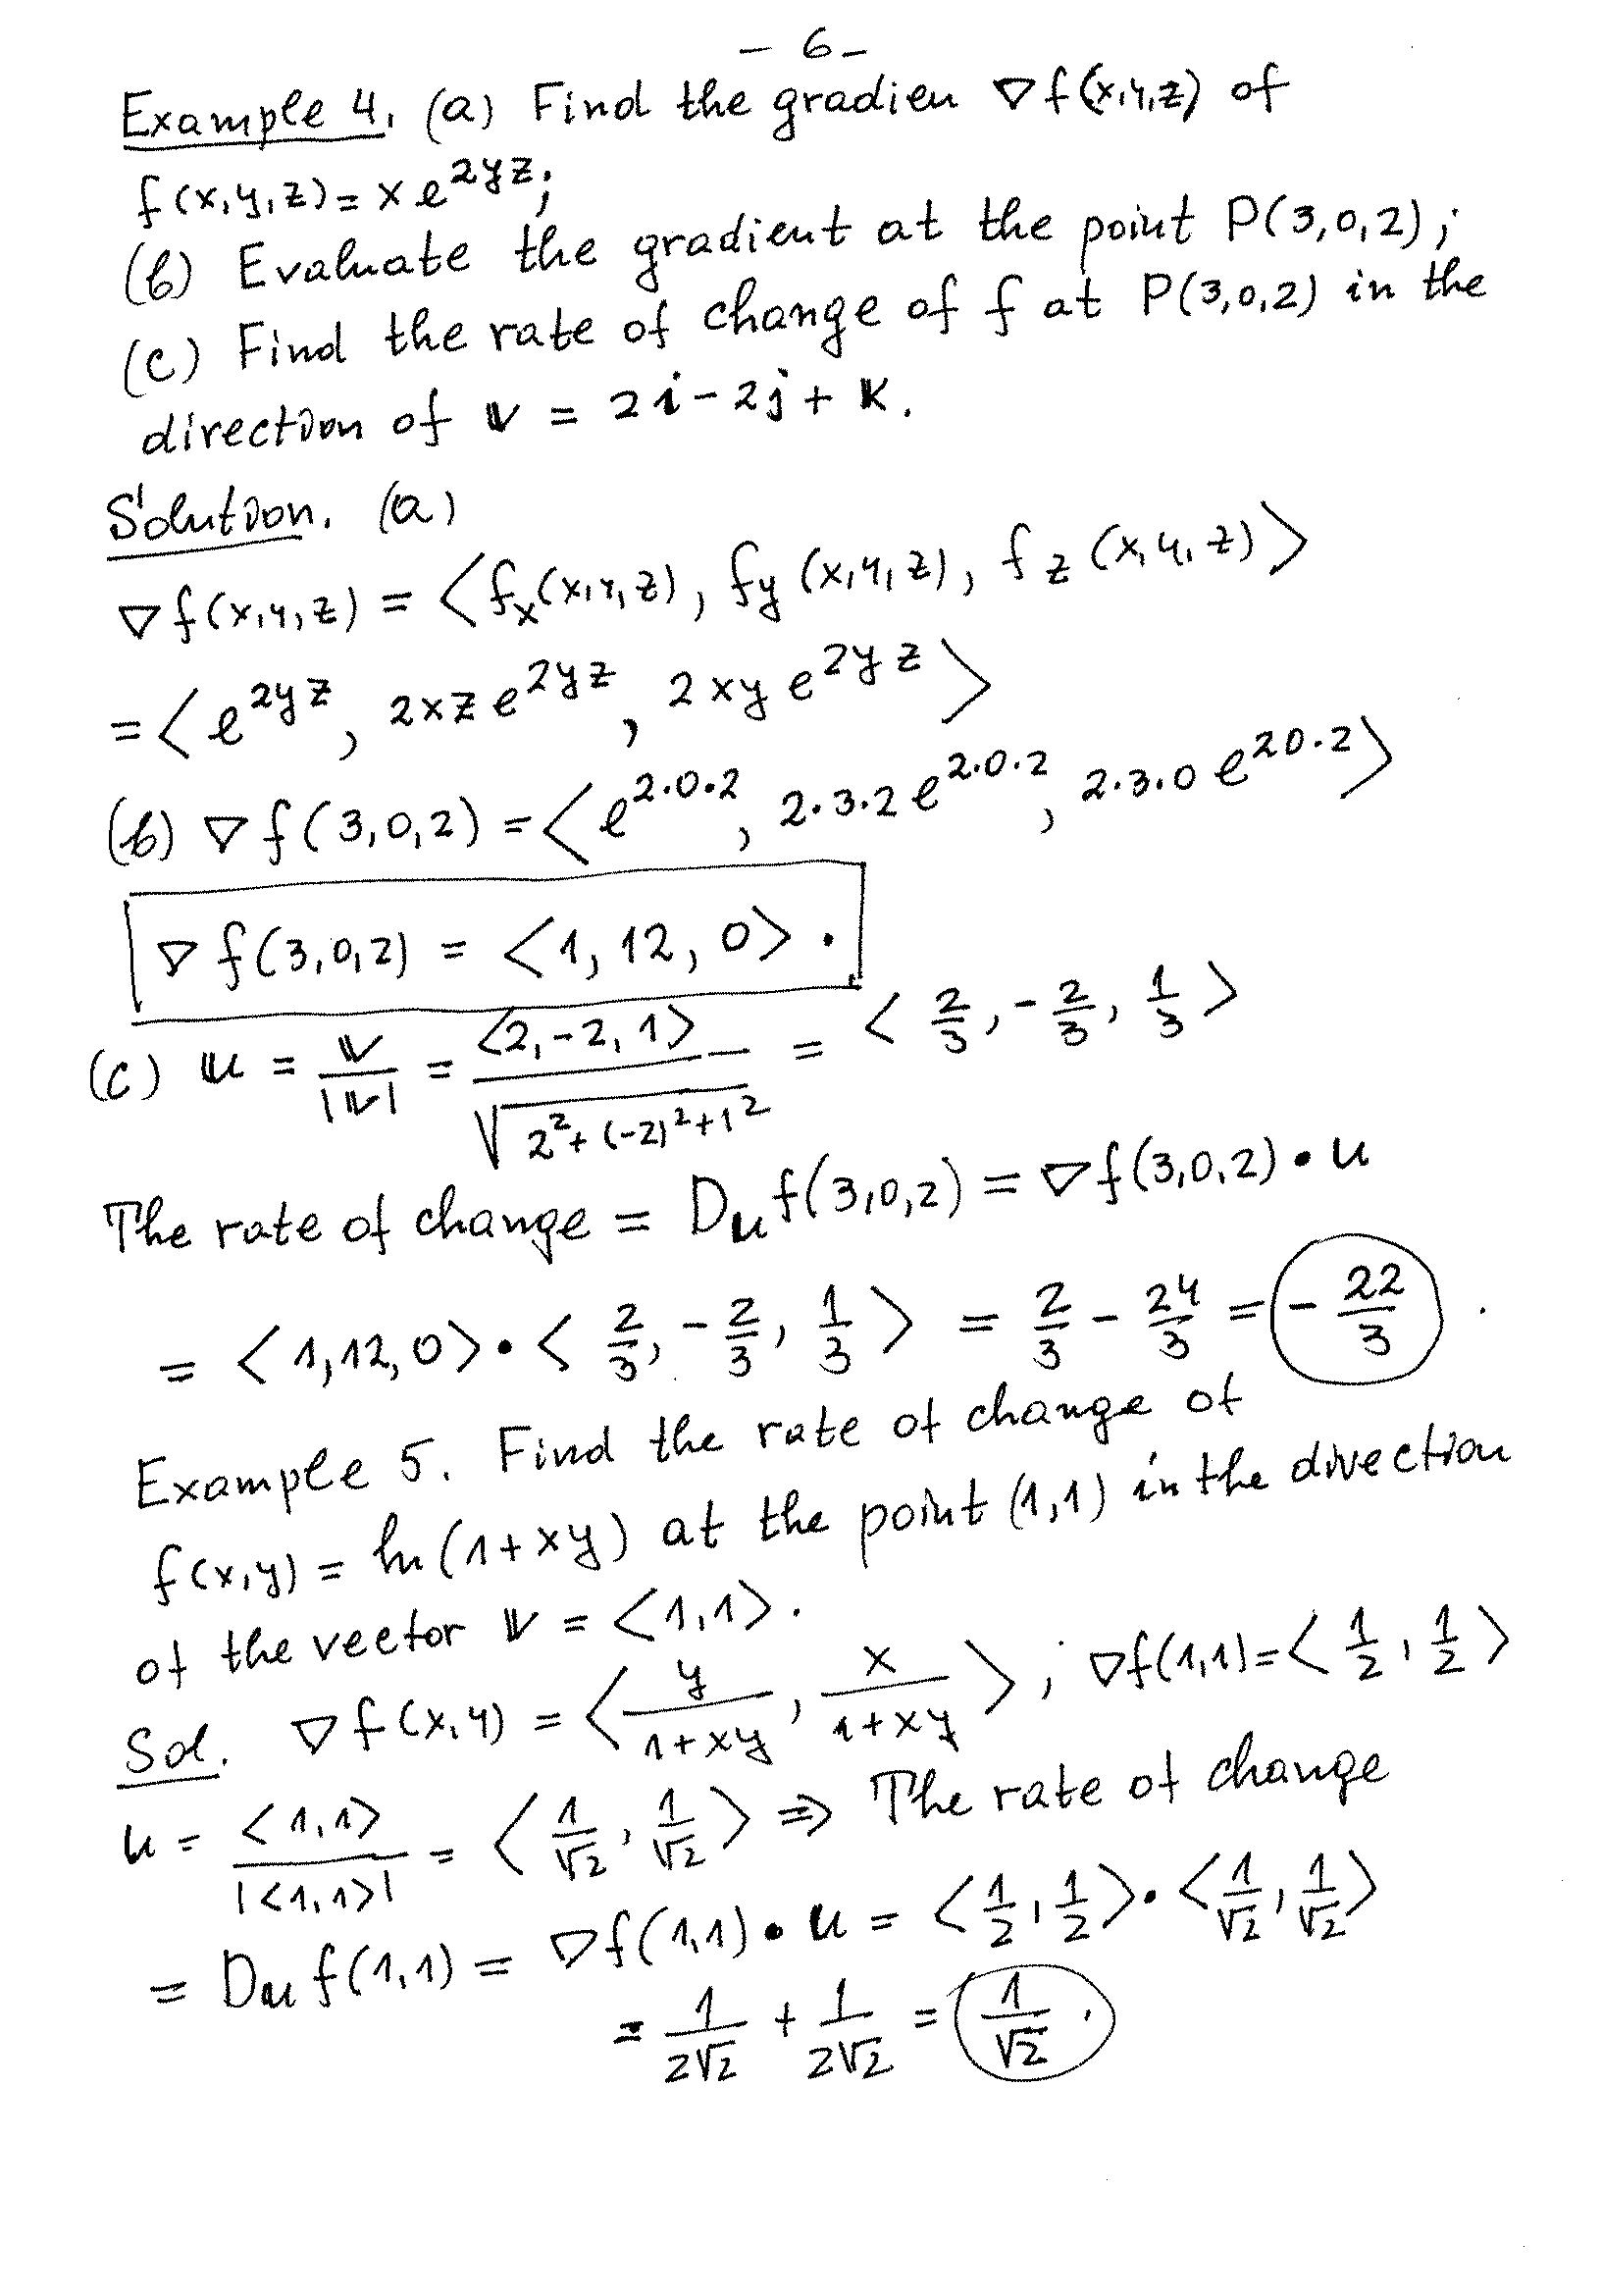 - 6 -
Example 4. (a) Find the gradien ∇f(x,y,z) of
f(x,y,z) = x e^{2yz};
(b) Evaluate the gradient at the point P(3,0,2);
(c) Find the rate of change of f at P(3,0,2) in the
direction of v = 2i - 2j + k.
Solution. (a)
∇f(x,y,z) = <f_x(x,y,z), f_y(x,y,z), f_z(x,y,z)>
= <e^{2yz}, 2xz e^{2yz}, 2xy e^{2yz}>
(b) ∇f(3,0,2) = <e^{2·0·2}, 2·3·2 e^{2·0·2}, 2·3·0 e^{20·2}>
∇f(3,0,2) = <1, 12, 0>.
(c) u = v/|v| = <2,-2,1>/√(2²+(-2)²+1²) = <2/3, -2/3, 1/3>
The rate of change = D_u f(3,0,2) = ∇f(3,0,2) • u
= <1,12,0> • <2/3, -2/3, 1/3> = 2/3 - 24/3 = -22/3.
Example 5. Find the rate of change of
f(x,y) = ln(1+xy) at the point (1,1) in the direction
of the vector v = <1,1>.
Sol. ∇f(x,y) = <y/(1+xy), x/(1+xy)>; ∇f(1,1) = <1/2, 1/2>
u = <1,1>/|<1,1>| = <1/√2, 1/√2> ⇒ The rate of change
= D_u f(1,1) = ∇f(1,1) • u = <1/2, 1/2> • <1/√2, 1/√2>
= 1/(2√2) + 1/(2√2) = 1/√2.